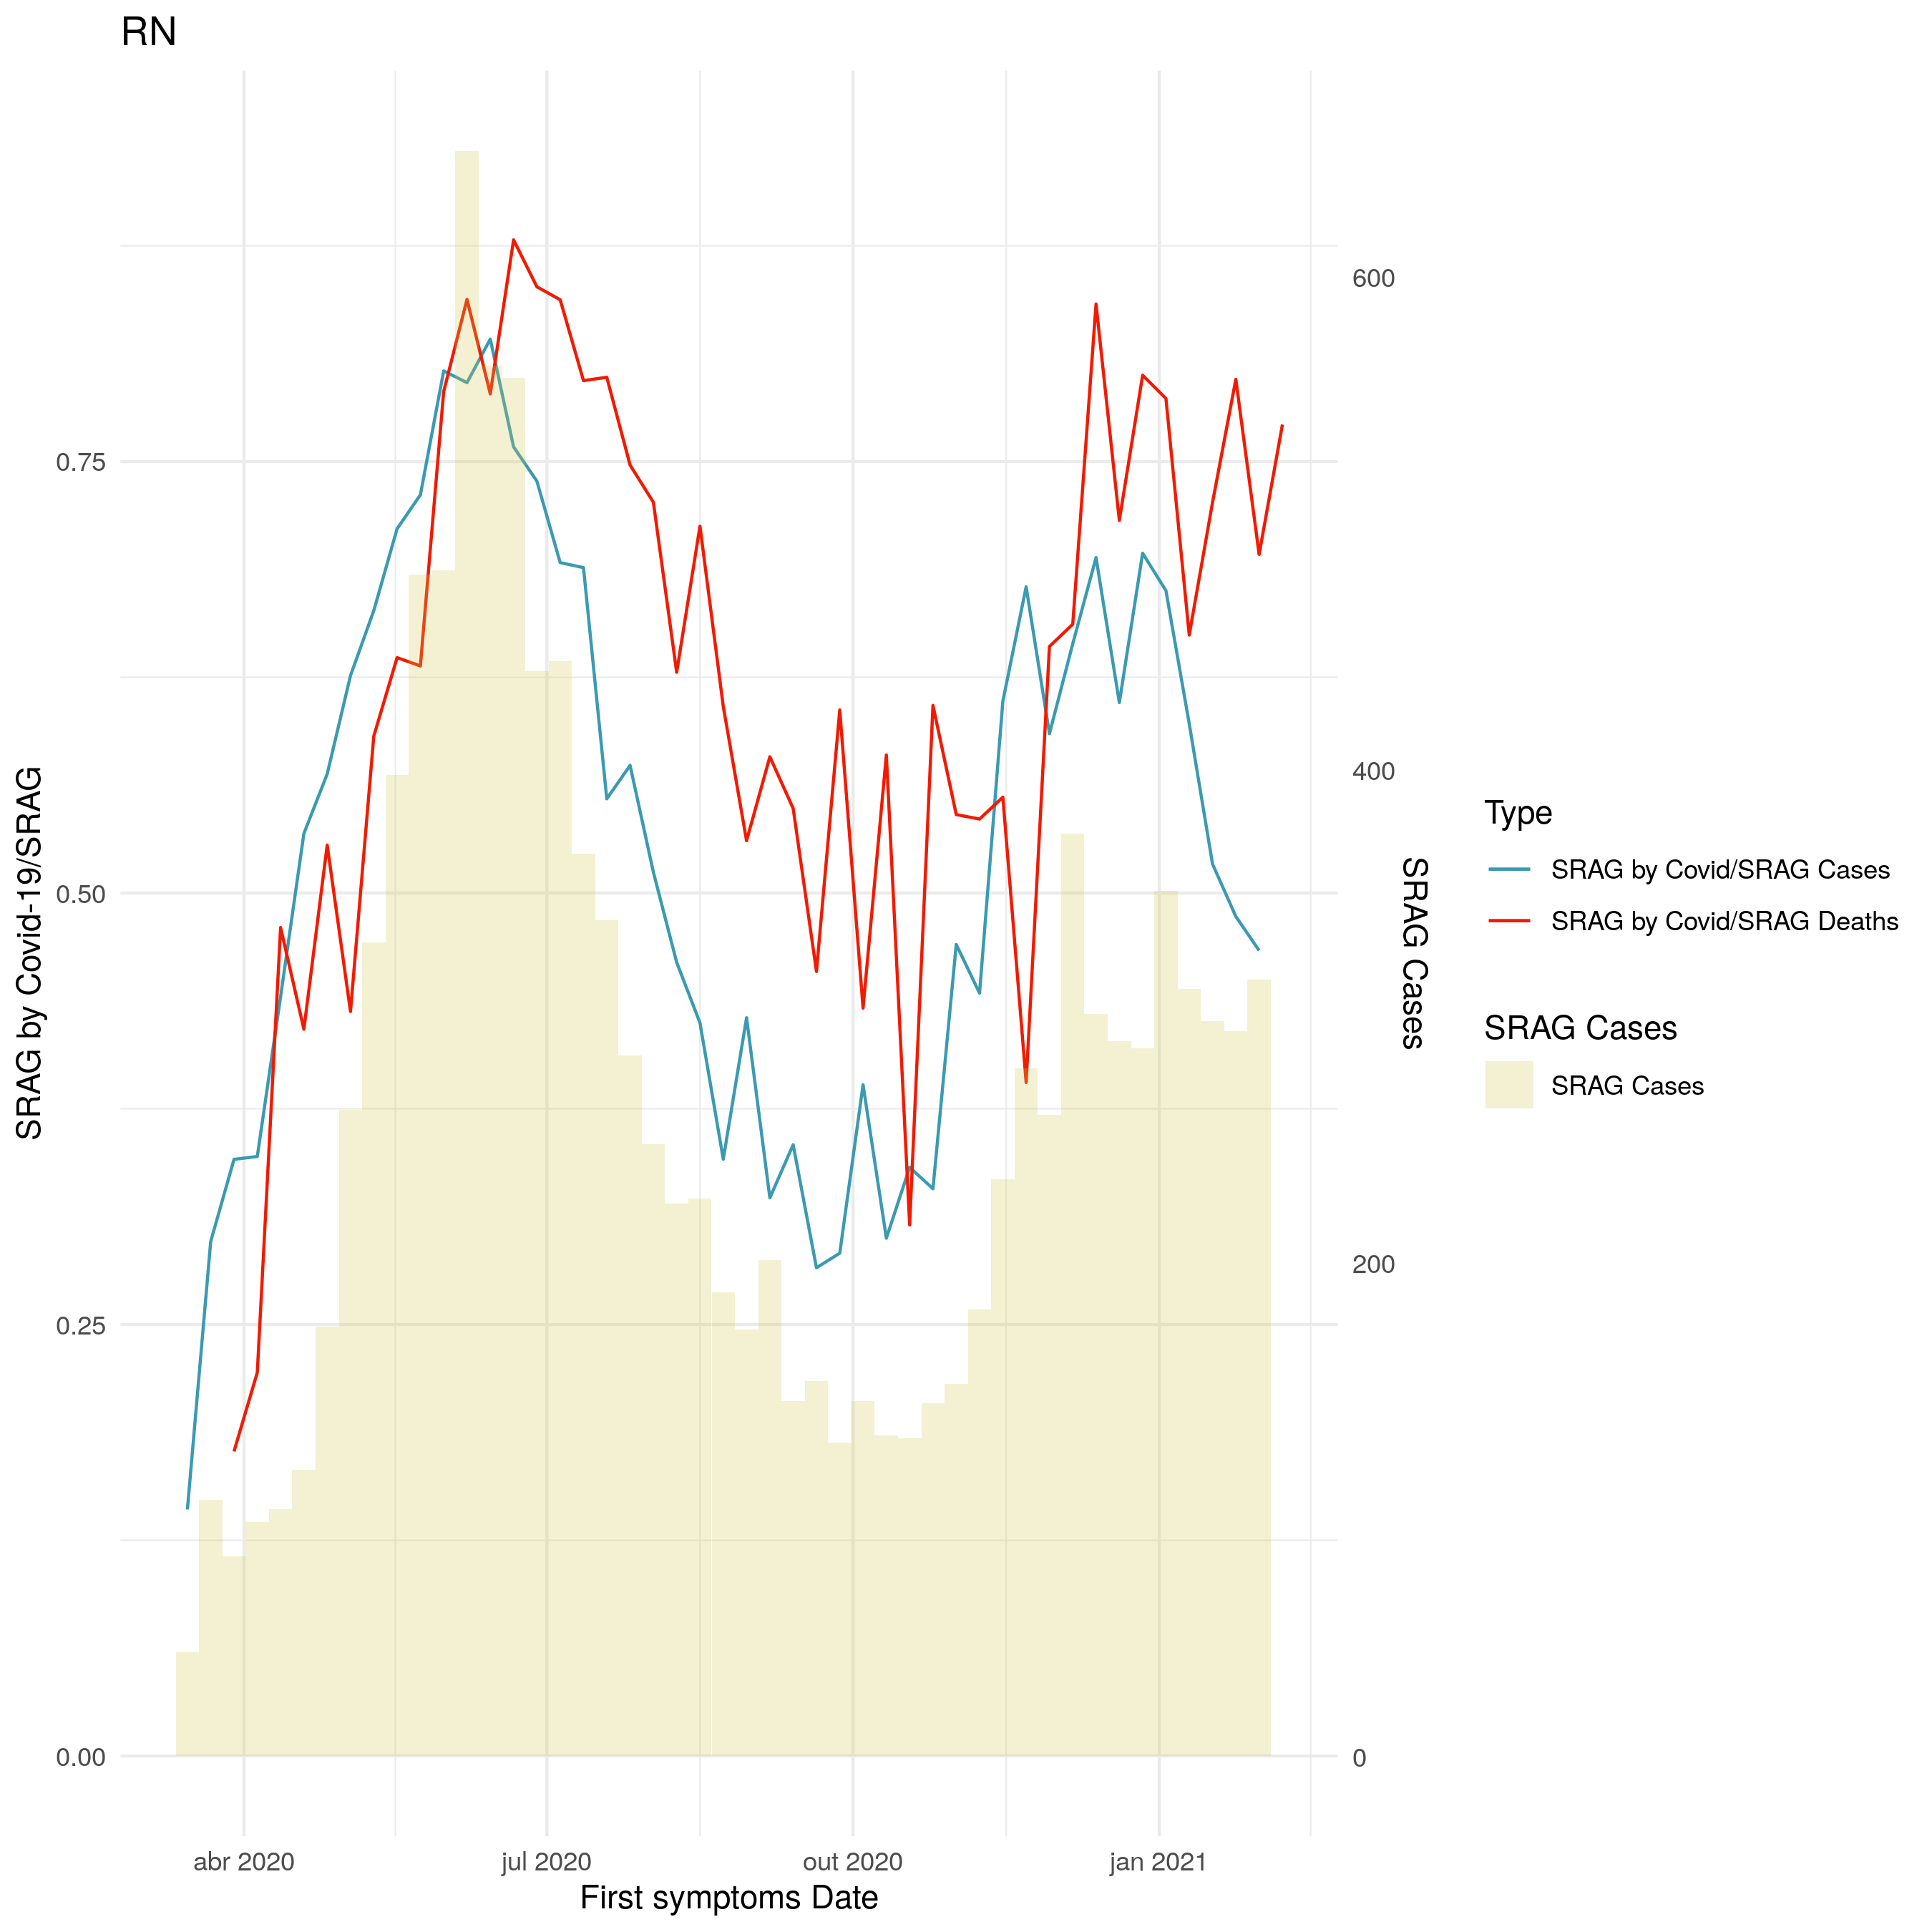 RN
SRAG by Covid-19/SRAG
0.75
0.50
0.25
0.00
600
400
200
0
SRAG Cases
abr 2020
jul 2020
out 2020
jan 2021
First symptoms Date
Type
SRAG by Covid/SRAG Cases
SRAG by Covid/SRAG Deaths
SRAG Cases
SRAG Cases